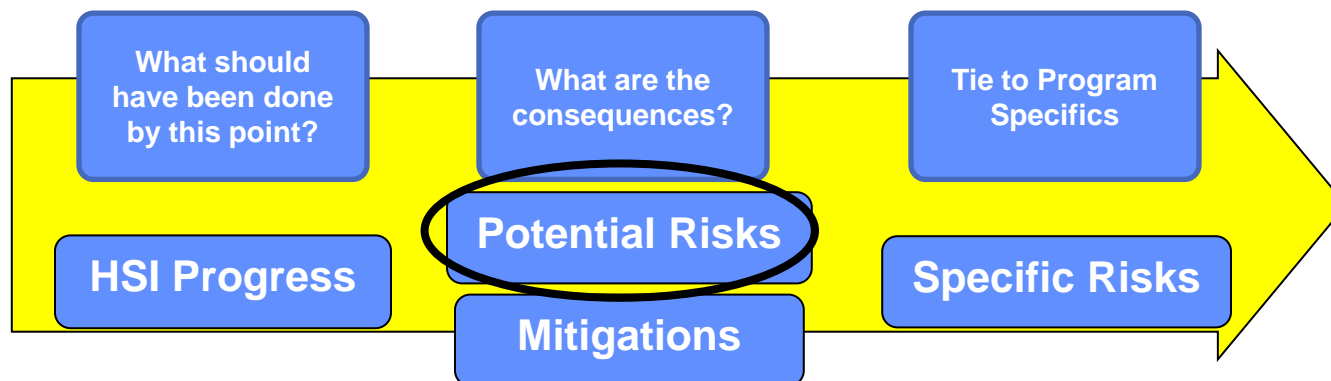 What should
have been done
by this point?
What are the
consequences?
Tie to Program
Specifics
HSI Progress
Potential Risks
Mitigations
Specific Risks